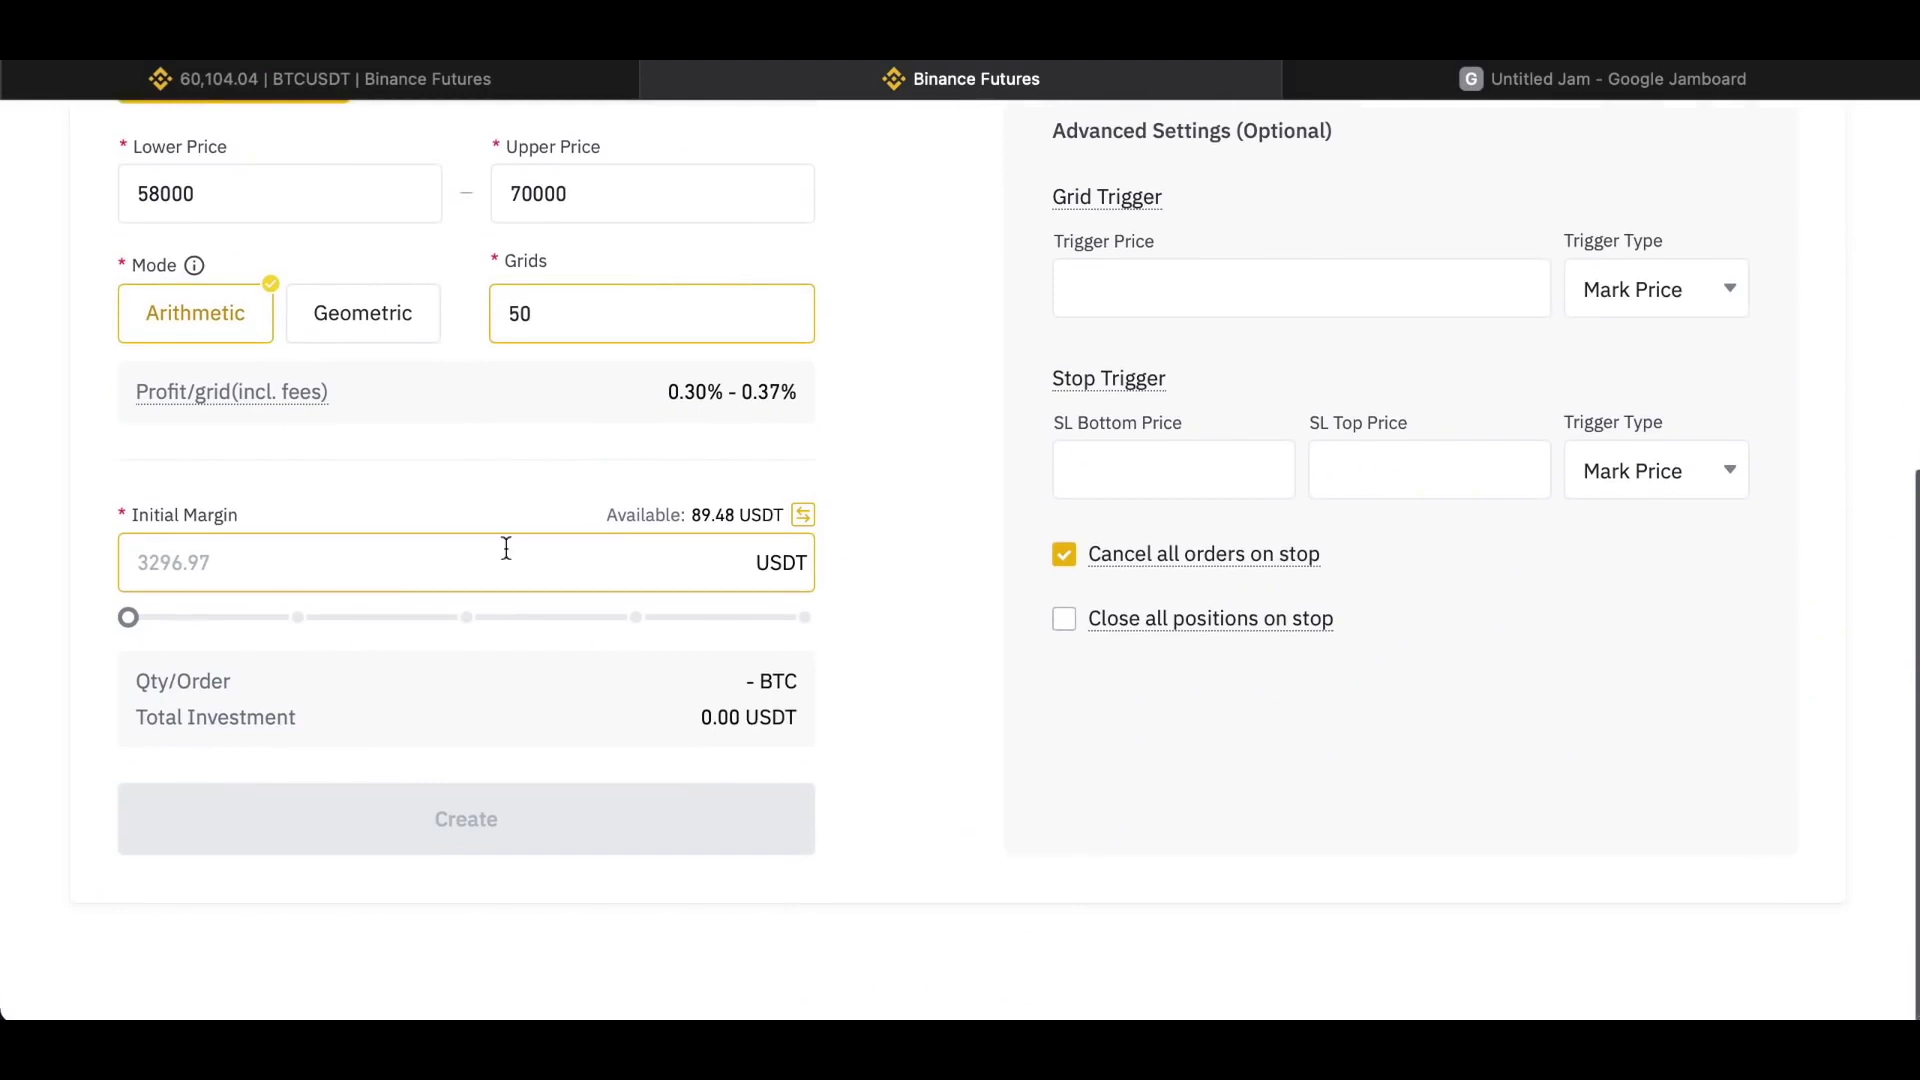 60,104.04 | BTCUSDT | Binance Futures
Binance Futures
G Untitled Jam - Google Jamboard
* Lower Price
* Upper Price
58000
–
70000
* Mode
* Grids
Arithmetic
Geometric
50
Profit/grid(incl. fees)
0.30% - 0.37%
* Initial Margin
Available: 89.48 USDT
3296.97
USDT
Qty/Order
- BTC
Total Investment
0.00 USDT
Create
Advanced Settings (Optional)
Grid Trigger
Trigger Price
Trigger Type
Mark Price
Stop Trigger
SL Bottom Price
SL Top Price
Trigger Type
Mark Price
Cancel all orders on stop
Close all positions on stop